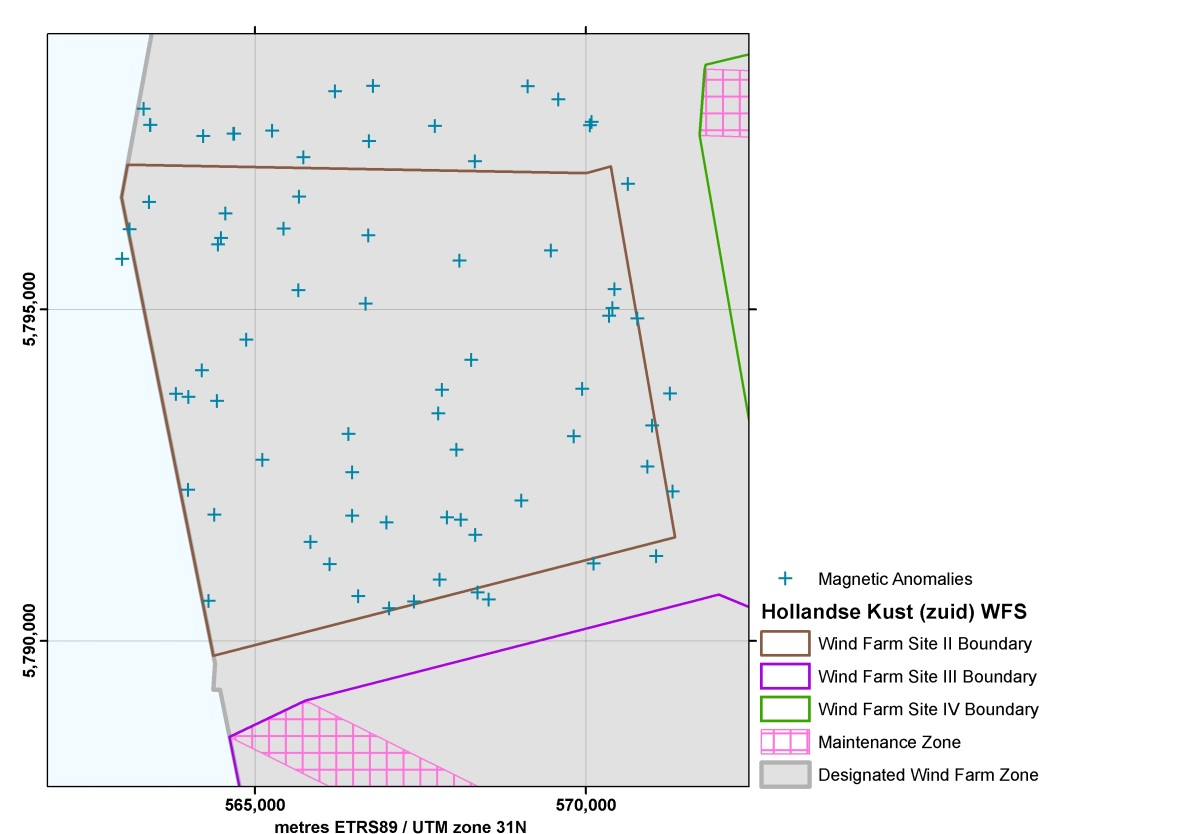 5,795,000
5,790,000
565,000
570,000
metres ETRS89 / UTM zone 31N
Magnetic Anomalies
Hollandse Kust (zuid) WFS
Wind Farm Site II Boundary
Wind Farm Site III Boundary
Wind Farm Site IV Boundary
Maintenance Zone
Designated Wind Farm Zone